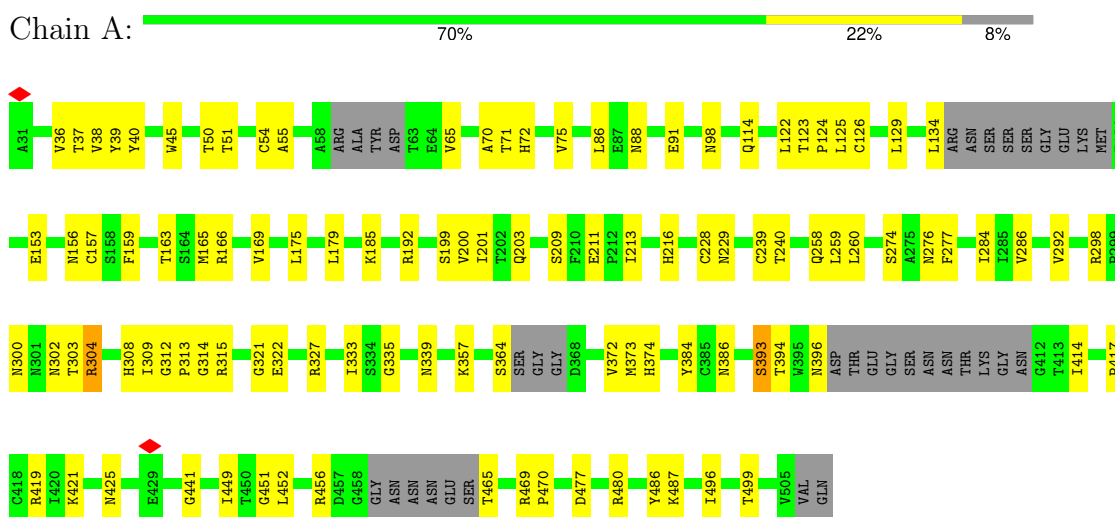 Chain A:
70% 22% 8%
A31 V36 T37 V38 Y39 Y40 W45 T50 T51 C54 A55 A58 ARG ALA TYR ASP T63 E64 V65 A70 T71 H72 V75 L86 E87 N88 E91 N98 Q114 L122 T123 P124 L125 C126 L129 L134 ARG ASN SER SER SER GLY GLU LYS MET
E153 N156 C157 S158 F159 T163 S164 M165 R166 V169 L175 L179 K185 R192 S199 V200 I201 T202 Q203 S209 F210 E211 P212 I213 H216 C228 N229 C239 T240 Q258 L259 L260 S274 A275 N276 F277 I284 I285 V286 V292 R298 P299
N300 N301 N302 T303 R304 H308 I309 G312 P313 G314 R315 G321 E322 R327 I333 S334 G335 N339 K357 S364 SER GLY GLY D368 V372 M373 H374 Y384 C385 N386 S393 T394 W395 N396 ASP THR GLU GLY SER ASN ASN THR LYS GLY ASN G412 T413 I414 R417
C418 R419 I420 K421 N425 E429 G441 I449 T450 G451 L452 R456 D457 G458 GLY ASN ASN ASN GLU SER T465 R469 P470 D477 R480 Y486 K487 I496 T499 V505 VAL GLN